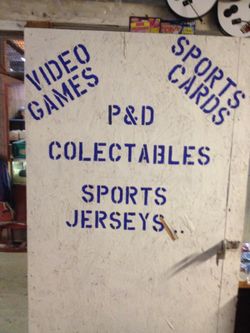 VIDEO
GAMES
SPORTS
CARDS
P&D
COLECTABLES
SPORTS
JERSEYS